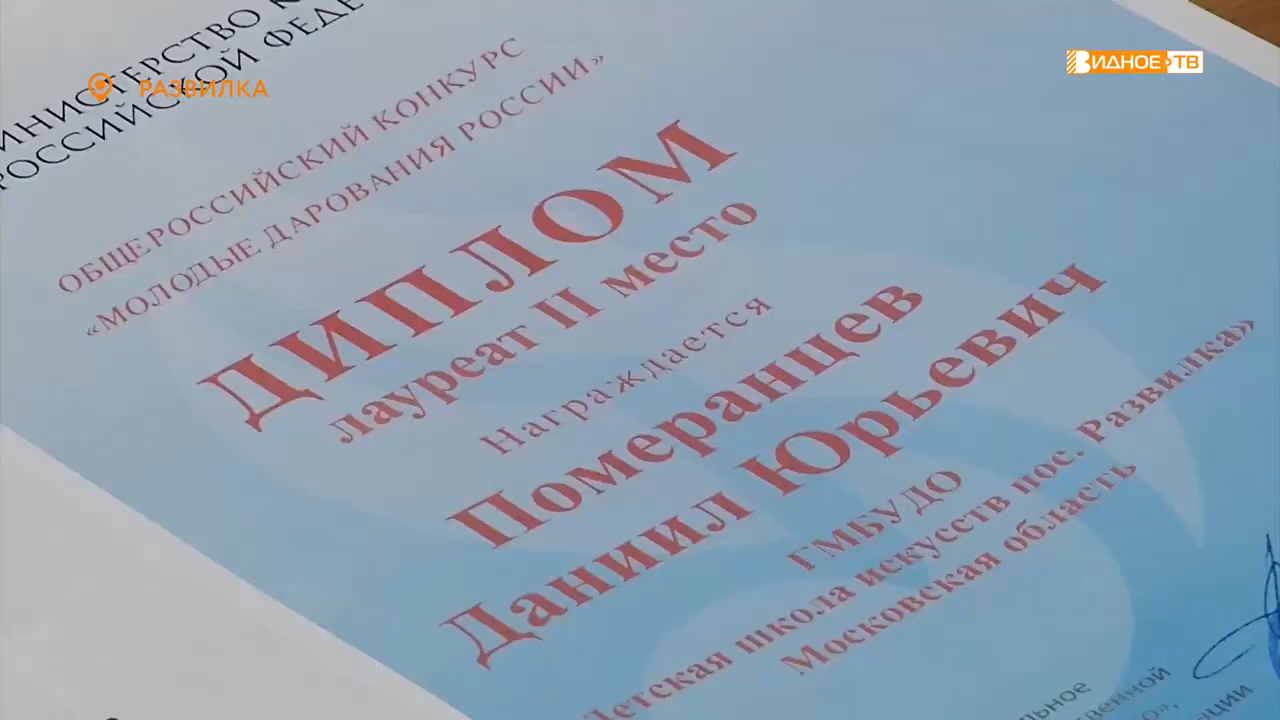 РАЗВИЛКА
ВИДНОЕ ТВ
РОССИЙСКОЙ
ОБЩЕРОССИЙСКИЙ КОНКУРС
«МОЛОДЫЕ ДАРОВАНИЯ РОССИИ»
ДИПЛОМ
лауреат II место
Награждается
Померанцев
Даниил Юрьевич
ГМБУДО
Детская школа искусств пос. Развилка»
Московская область